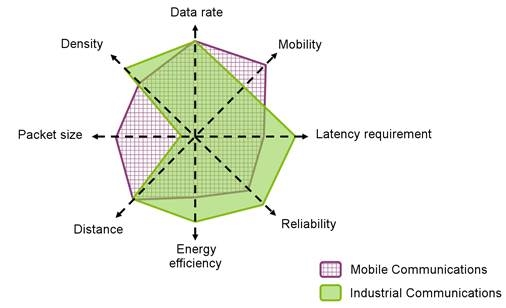 Data rate
Density
Mobility
Packet size
Latency requirement
Distance
Reliability
Energy
efficiency
Mobile Communications
Industrial Communications